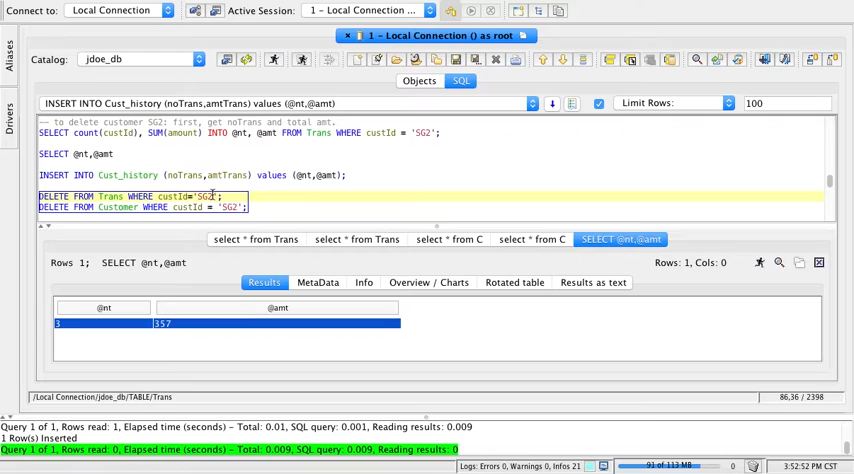 Connect to: Local Connection Active Session: 1 - Local Connection ...
1 - Local Connection () as root
Catalog: jdoe_db
Objects SQL
INSERT INTO Cust_history (noTrans,amtTrans) values (@nt,@amt) Limit Rows: 100
Aliases
Drivers
-- to delete customer SG2: first, get noTrans and total amt.
SELECT count(custId), SUM(amount) INTO @nt, @amt FROM Trans WHERE custId = 'SG2';
SELECT @nt,@amt
INSERT INTO Cust_history (noTrans,amtTrans) values (@nt,@amt);
DELETE FROM Trans WHERE custId='SG2';
DELETE FROM Customer WHERE custId = 'SG2';
select * from Trans select * from Trans select * from C select * from C SELECT @nt,@amt
Rows 1; SELECT @nt,@amt Rows: 1, Cols: 0
Results MetaData Info Overview / Charts Rotated table Results as text
@nt @amt
3 357
/Local Connection/jdoe_db/TABLE/Trans 86,36 / 2398
Query 1 of 1, Rows read: 1, Elapsed time (seconds) - Total: 0.01, SQL query: 0.001, Reading results: 0.009
1 Row(s) Inserted
Query 1 of 1, Rows read: 0, Elapsed time (seconds) - Total: 0.009, SQL query: 0.009, Reading results: 0
Logs: Errors 0, Warnings 0, Infos 21 91 of 113 MB 0 3:52:52 PM CST